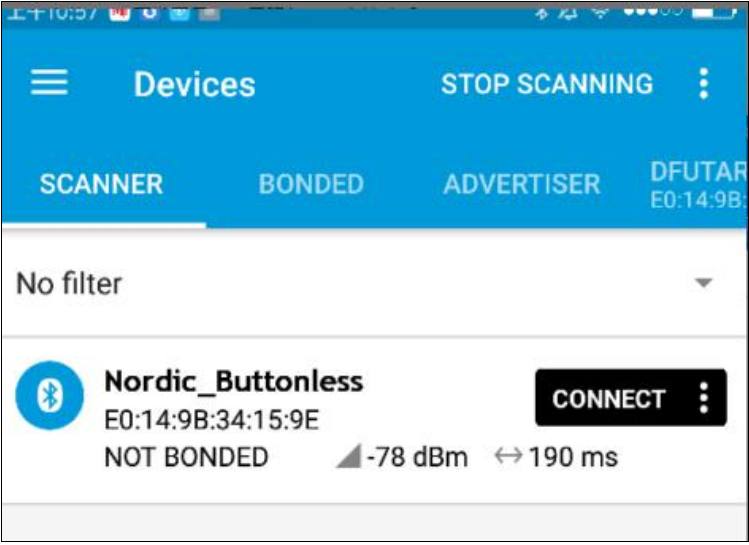 上午10:57
Devices
STOP SCANNING
SCANNER
BONDED
ADVERTISER
DFUTAR
E0:14:9B:
No filter
Nordic_Buttonless
CONNECT
E0:14:9B:34:15:9E
NOT BONDED
-78 dBm
190 ms